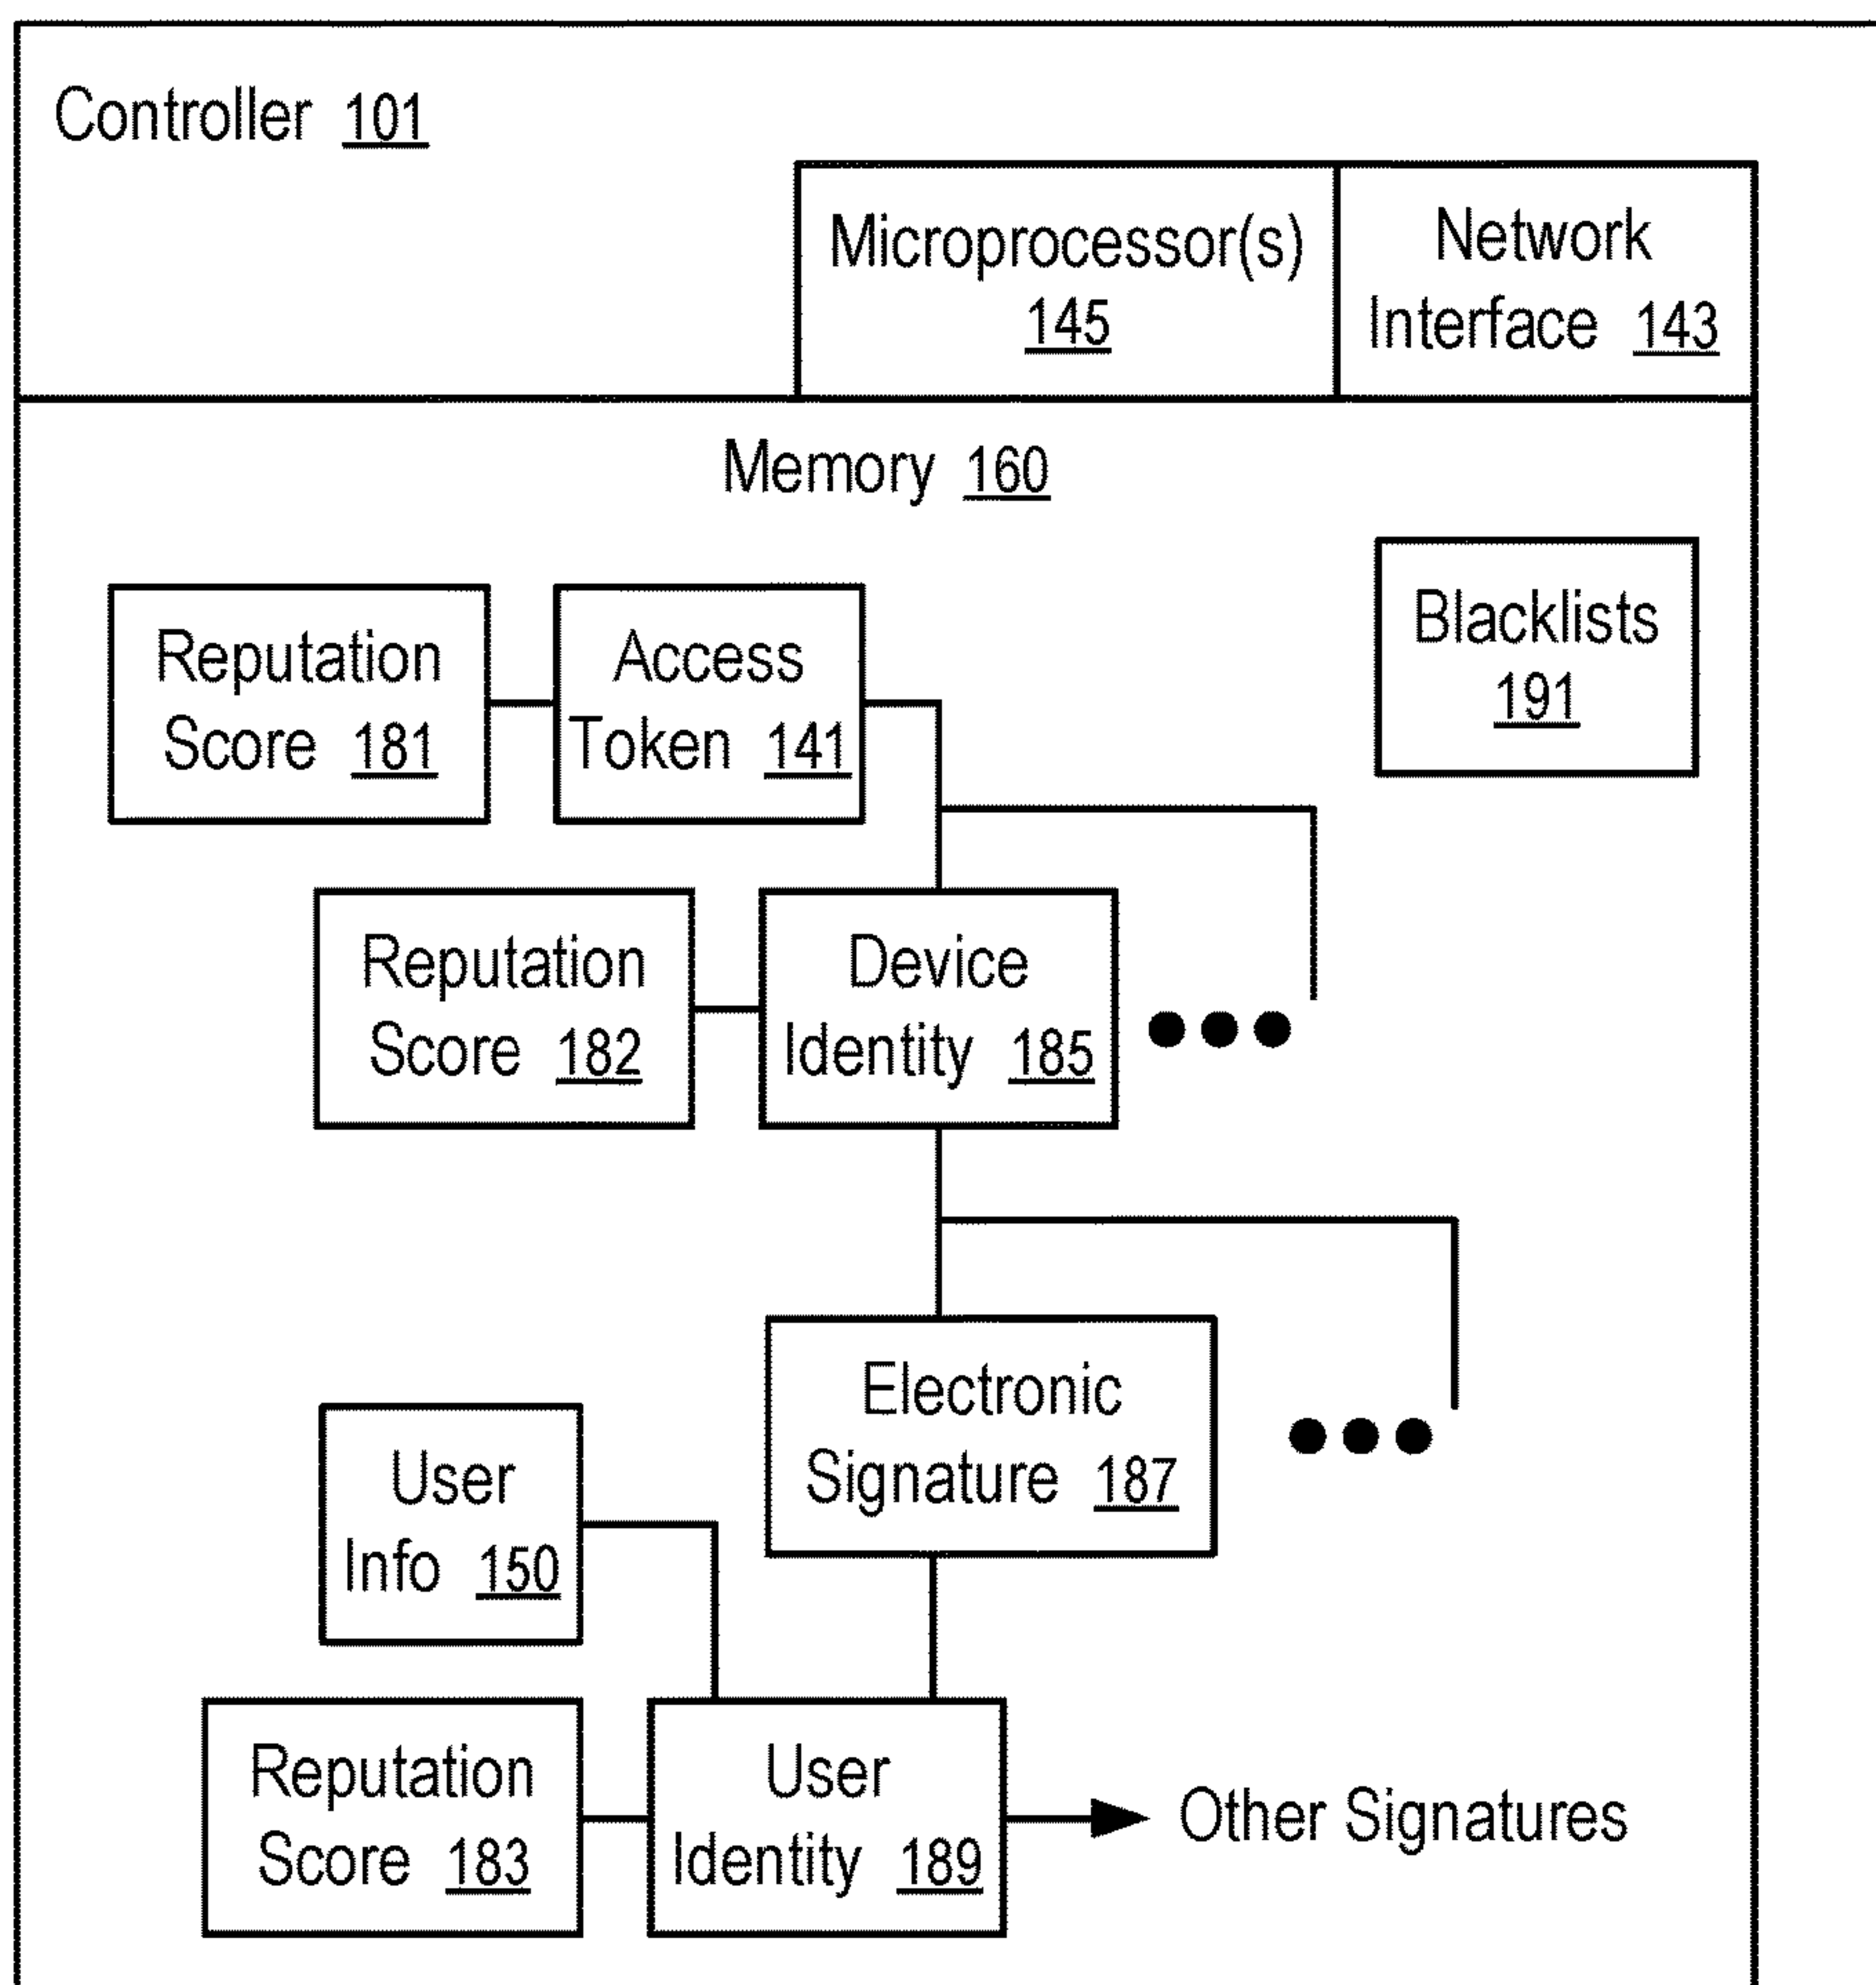 Controller 101
Microprocessor(s)
145
Network
Interface 143
Memory 160
Blacklists
191
Reputation
Score 181
Access
Token 141
Reputation
Score 182
Device
Identity 185
Electronic
Signature 187
User
Info 150
Reputation
Score 183
User
Identity 189
Other Signatures